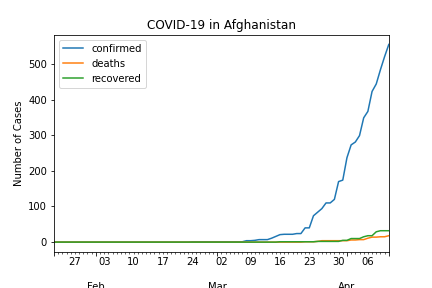 COVID-19 in Afghanistan
confirmed
deaths
recovered
Number of Cases
500
400
300
200
100
0
27 03 10 17 24 02 09 16 23 30 06
Feb Mar Apr